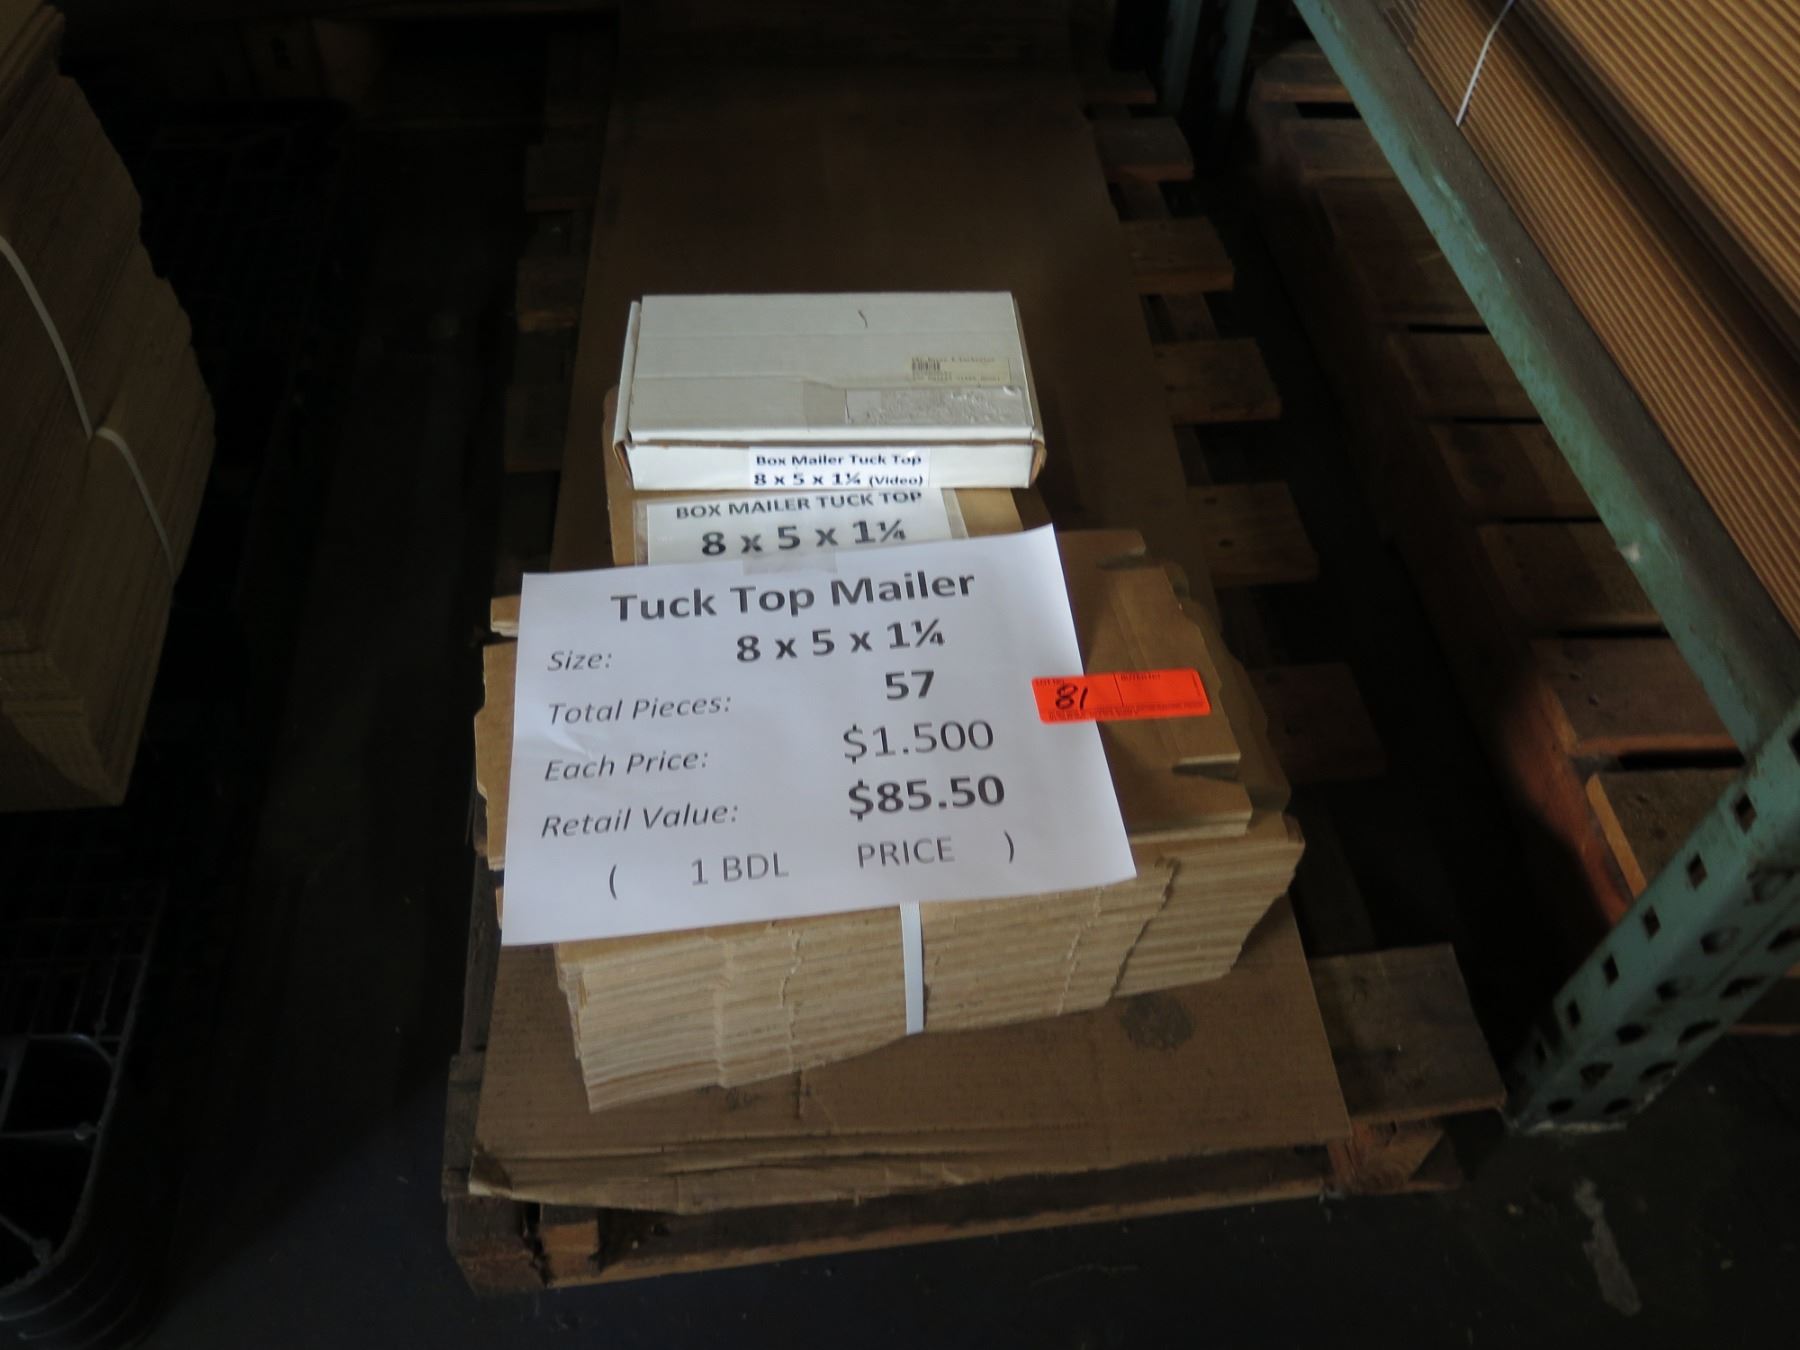 Box Mailer Tuck Top
8 x 5 x 1¼ (Video)
BOX MAILER TUCK TOP
8 x 5 x 1¼
Tuck Top Mailer
Size: 8 x 5 x 1¼
Total Pieces: 57
Each Price: $1.500
Retail Value: $85.50
( 1 BDL PRICE )
LOT NO.
81